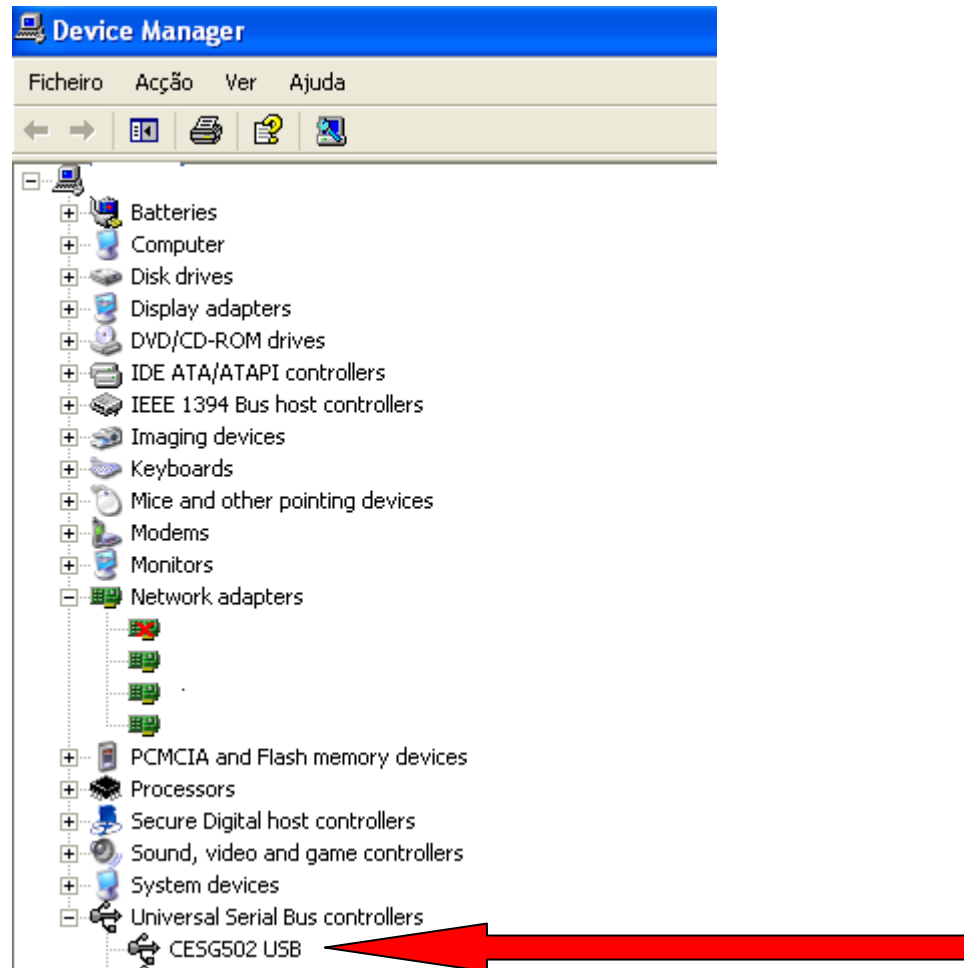 Device Manager
Ficheiro Acção Ver Ajuda
Batteries
Computer
Disk drives
Display adapters
DVD/CD-ROM drives
IDE ATA/ATAPI controllers
IEEE 1394 Bus host controllers
Imaging devices
Keyboards
Mice and other pointing devices
Modems
Monitors
Network adapters
PCMCIA and Flash memory devices
Processors
Secure Digital host controllers
Sound, video and game controllers
System devices
Universal Serial Bus controllers
CESG502 USB